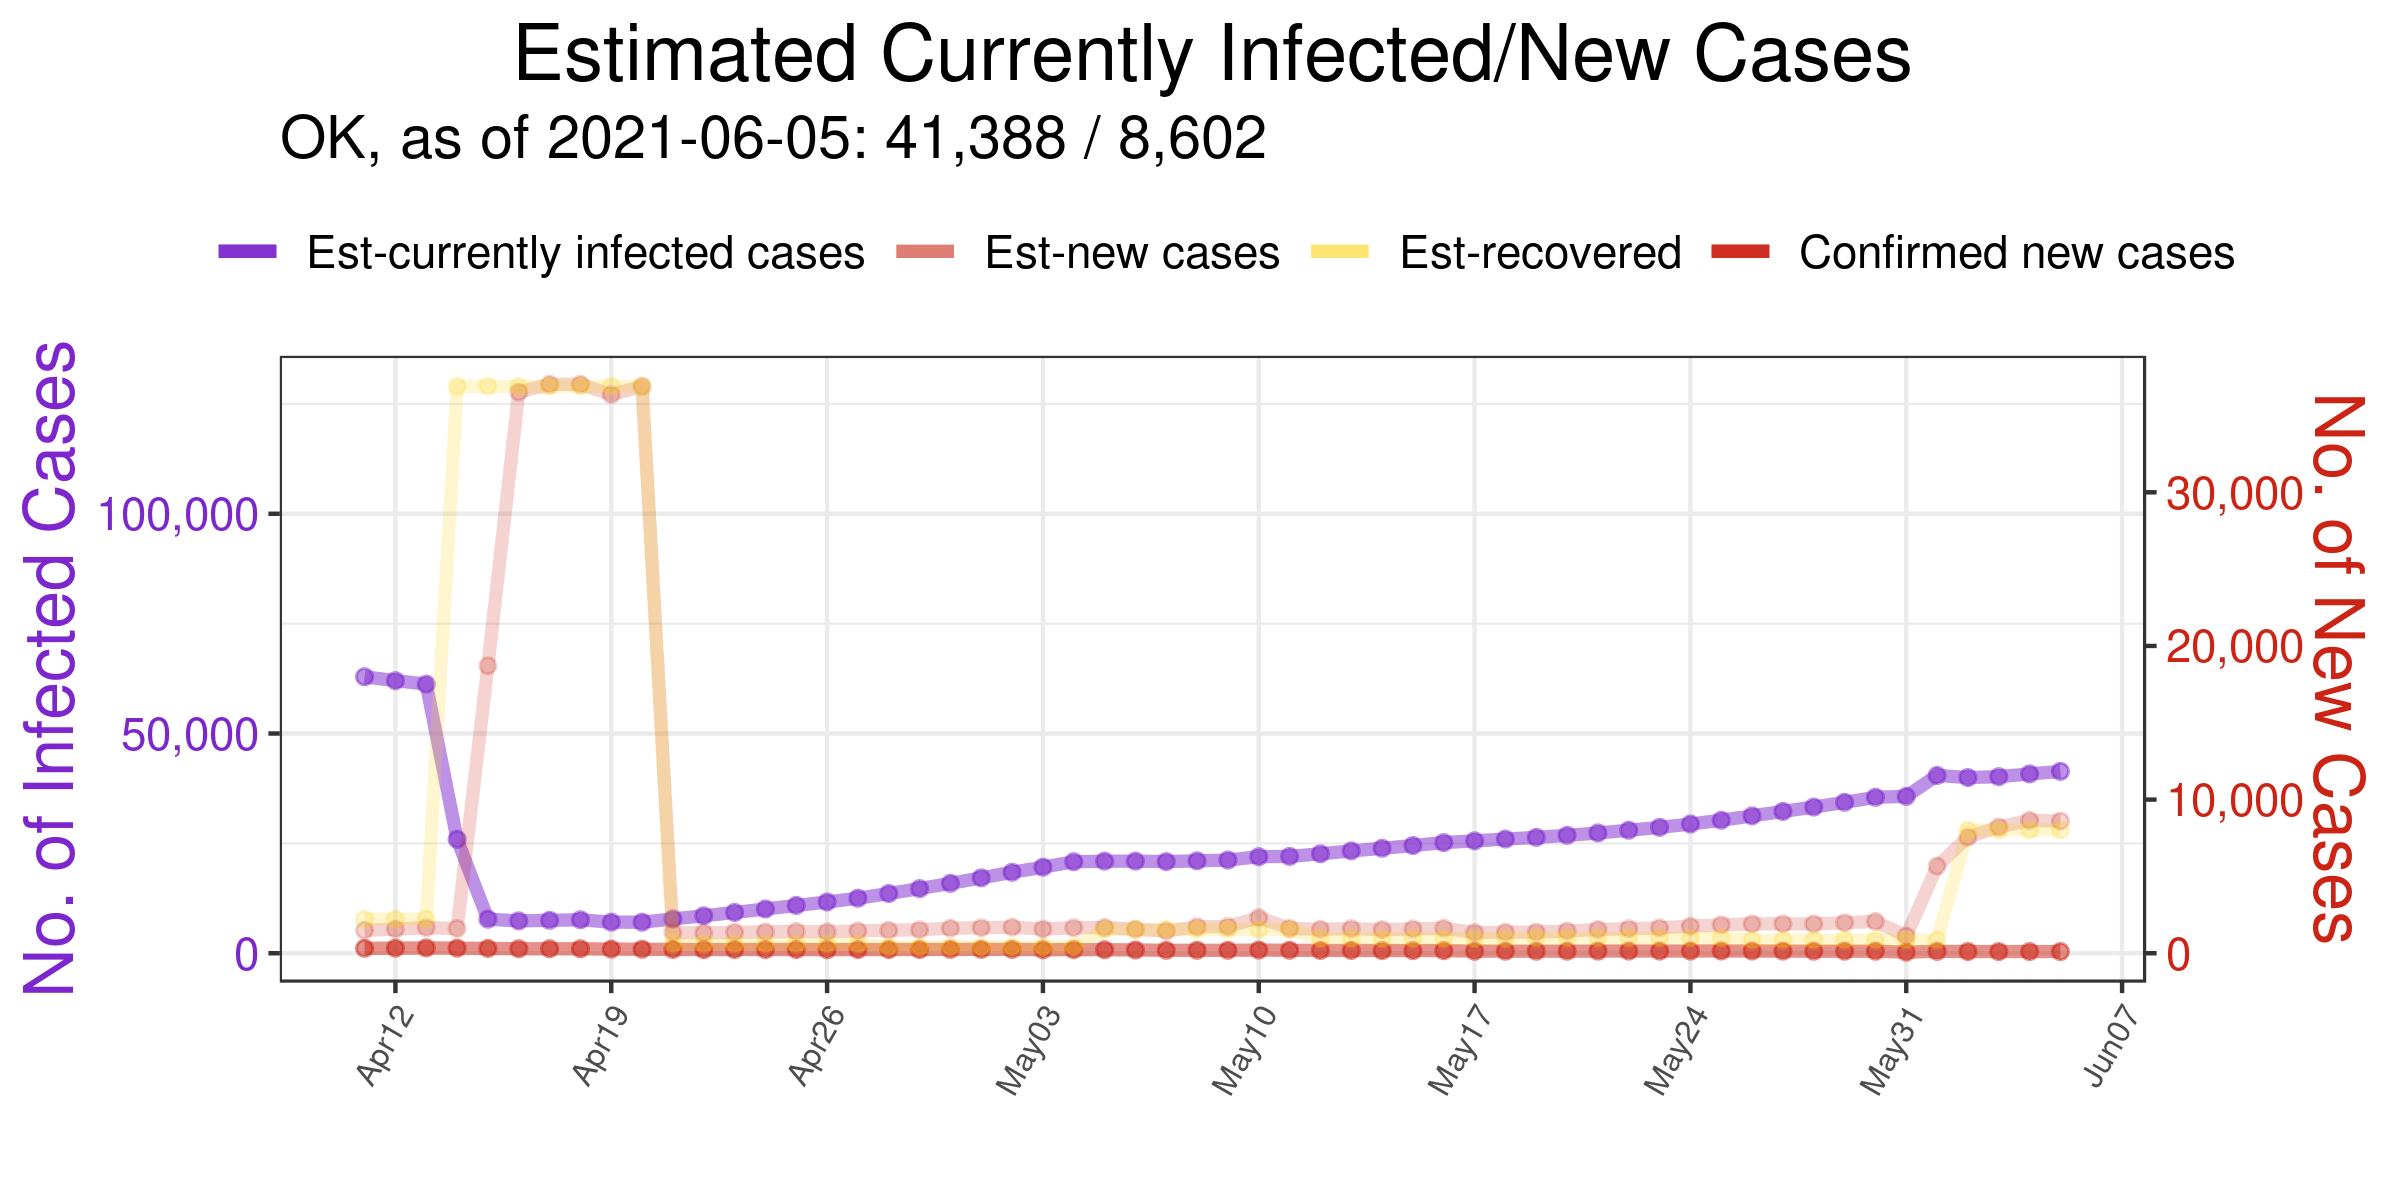 Estimated Currently Infected/New Cases
OK, as of 2021-06-05: 41,388 / 8,602
Est-currently infected cases Est-new cases Est-recovered Confirmed new cases
No. of Infected Cases
100,000
50,000
0
30,000
20,000
10,000
0
No. of New Cases
Apr12 Apr19 Apr26 May03 May10 May17 May24 May31 Jun07